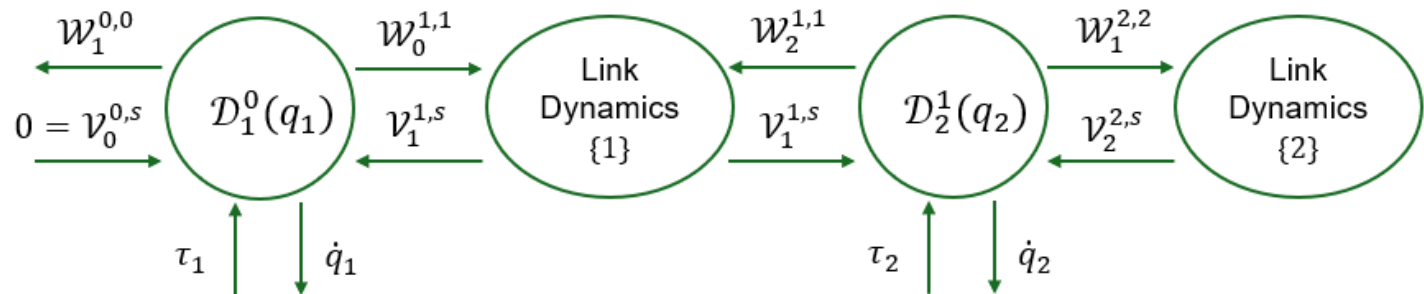 𝒲₁^{0,0}
𝒲₀^{1,1}
𝒲₂^{1,1}
𝒲₁^{2,2}
0 = 𝒱₀^{0,s}
𝒟₁⁰(q₁)
𝒱₁^{1,s}
Link
Dynamics
{1}
𝒱₁^{1,s}
𝒟₂¹(q₂)
𝒱₂^{2,s}
Link
Dynamics
{2}
τ₁
q̇₁
τ₂
q̇₂